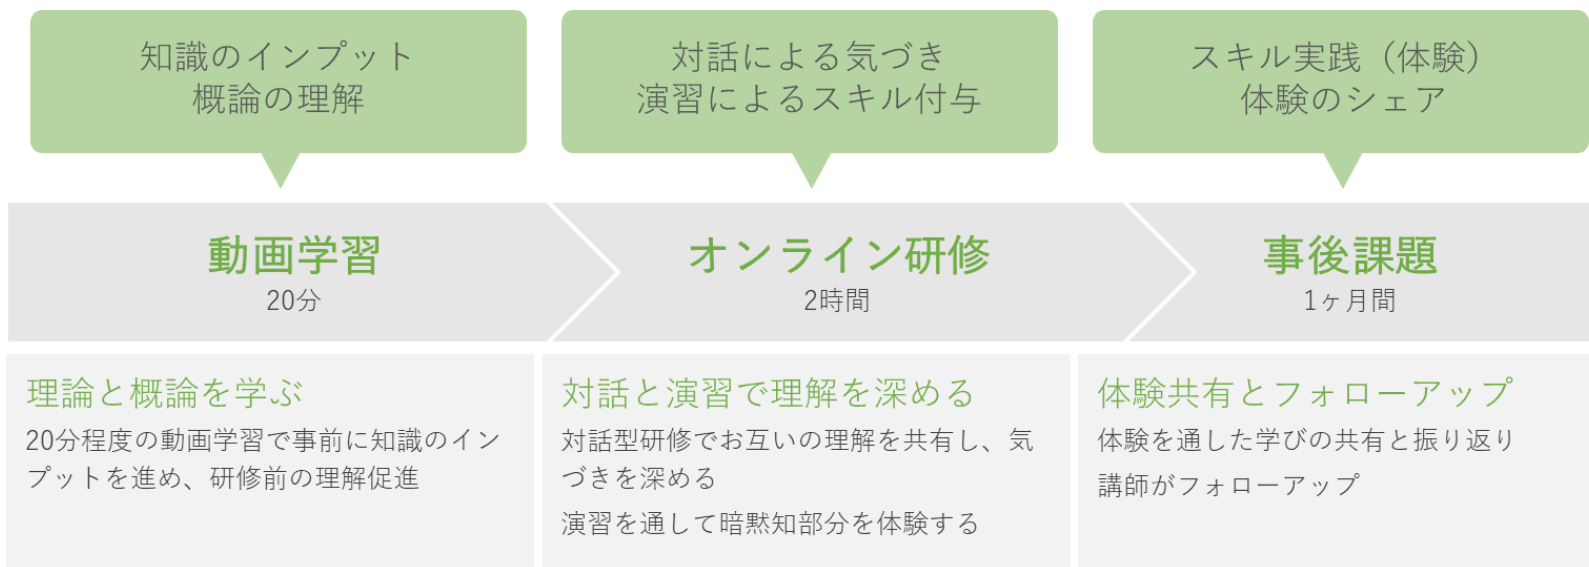 知識のインプット
概論の理解
対話による気づき
演習によるスキル付与
スキル実践（体験）
体験のシェア
動画学習
20分
オンライン研修
2時間
事後課題
1ヶ月間
理論と概論を学ぶ
20分程度の動画学習で事前に知識のイン
プットを進め、研修前の理解促進
対話と演習で理解を深める
対話型研修でお互いの理解を共有し、気
づきを深める
演習を通して暗黙知部分を体験する
体験共有とフォローアップ
体験を通した学びの共有と振り返り
講師がフォローアップ